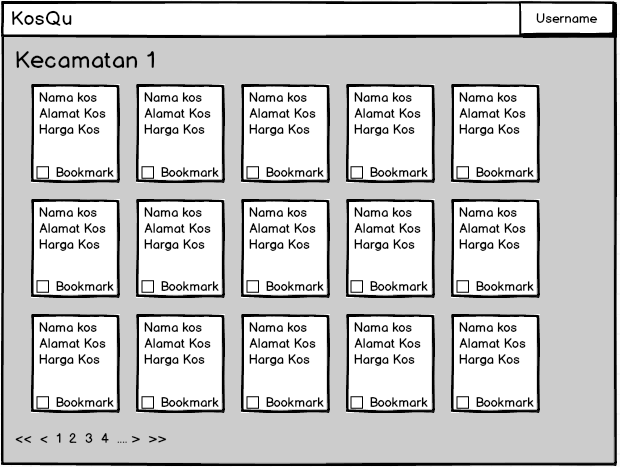 KosQu Username
Kecamatan 1
Nama kos Nama kos Nama kos Nama kos Nama kos
Alamat Kos Alamat Kos Alamat Kos Alamat Kos Alamat Kos
Harga Kos Harga Kos Harga Kos Harga Kos Harga Kos
Bookmark Bookmark Bookmark Bookmark Bookmark
Nama kos Nama kos Nama kos Nama kos Nama kos
Alamat Kos Alamat Kos Alamat Kos Alamat Kos Alamat Kos
Harga Kos Harga Kos Harga Kos Harga Kos Harga Kos
Bookmark Bookmark Bookmark Bookmark Bookmark
Nama kos Nama kos Nama kos Nama kos Nama kos
Alamat Kos Alamat Kos Alamat Kos Alamat Kos Alamat Kos
Harga Kos Harga Kos Harga Kos Harga Kos Harga Kos
Bookmark Bookmark Bookmark Bookmark Bookmark
<< < 1 2 3 4 .... > >>